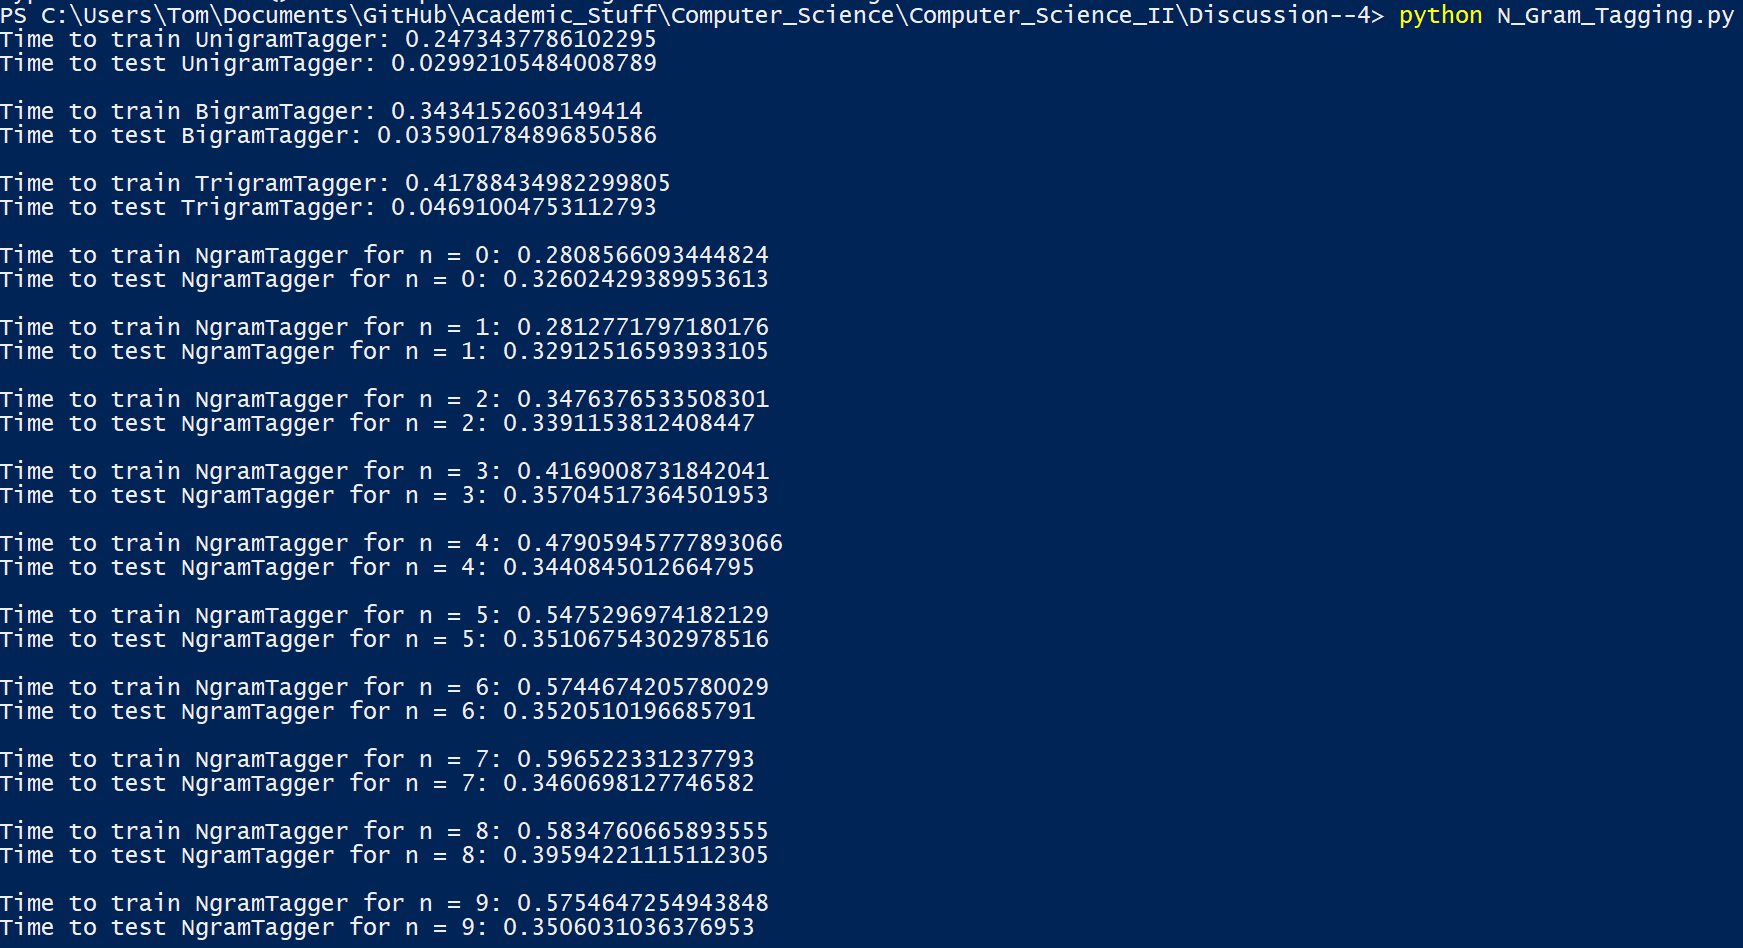 PS C:\Users\Tom\Documents\GitHub\Academic_Stuff\Computer_Science\Computer_Science_II\Discussion--4> python N_Gram_Tagging.py
Time to train UnigramTagger: 0.2473437786102295
Time to test UnigramTagger: 0.02992105484008789
Time to train BigramTagger: 0.3434152603149414
Time to test BigramTagger: 0.035901784896850586
Time to train TrigramTagger: 0.41788434982299805
Time to test TrigramTagger: 0.04691004753112793
Time to train NgramTagger for n = 0: 0.2808566093444824
Time to test NgramTagger for n = 0: 0.32602429389953613
Time to train NgramTagger for n = 1: 0.2812771797180176
Time to test NgramTagger for n = 1: 0.32912516593933105
Time to train NgramTagger for n = 2: 0.3476376533508301
Time to test NgramTagger for n = 2: 0.3391153812408447
Time to train NgramTagger for n = 3: 0.4169008731842041
Time to test NgramTagger for n = 3: 0.35704517364501953
Time to train NgramTagger for n = 4: 0.47905945777893066
Time to test NgramTagger for n = 4: 0.3440845012664795
Time to train NgramTagger for n = 5: 0.5475296974182129
Time to test NgramTagger for n = 5: 0.35106754302978516
Time to train NgramTagger for n = 6: 0.5744674205780029
Time to test NgramTagger for n = 6: 0.3520510196685791
Time to train NgramTagger for n = 7: 0.596522331237793
Time to test NgramTagger for n = 7: 0.3460698127746582
Time to train NgramTagger for n = 8: 0.5834760665893555
Time to test NgramTagger for n = 8: 0.39594221115112305
Time to train NgramTagger for n = 9: 0.5754647254943848
Time to test NgramTagger for n = 9: 0.3506031036376953